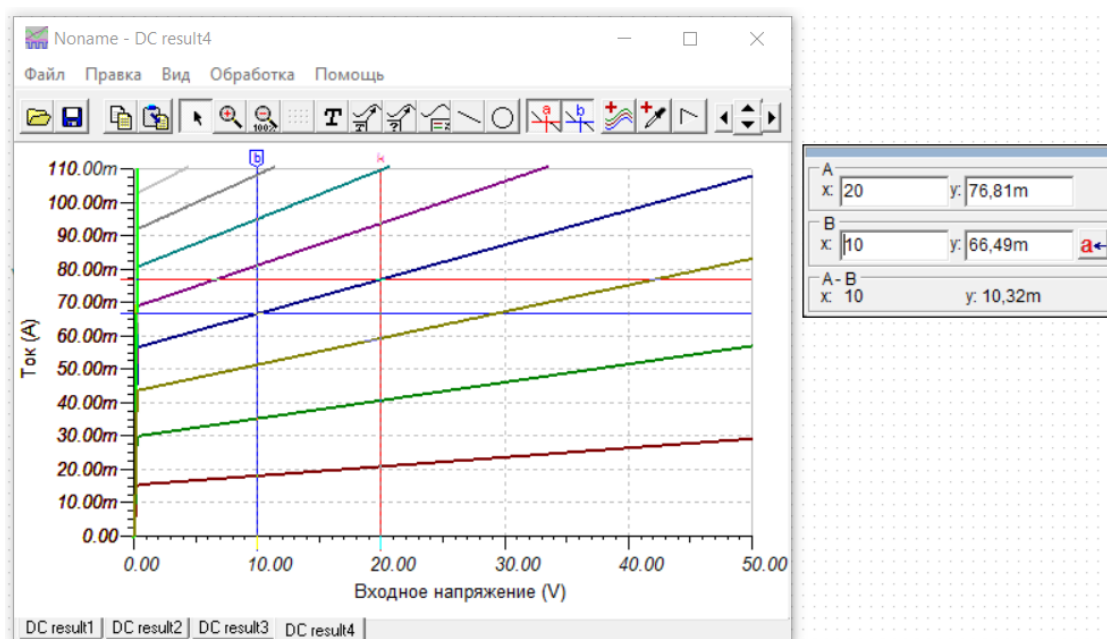 Noname - DC result4
Файл Правка Вид Обработка Помощь
T 100% T ? a b
b
110.00m
100.00m
90.00m
80.00m
70.00m
60.00m
50.00m
40.00m
30.00m
20.00m
10.00m
0.00
Ток (A)
0.00 10.00 20.00 30.00 40.00 50.00
Входное напряжение (V)
DC result1 DC result2 DC result3 DC result4
A
x: 20 y: 76,81m
B
x: 10 y: 66,49m a
A - B
x: 10 y: 10,32m